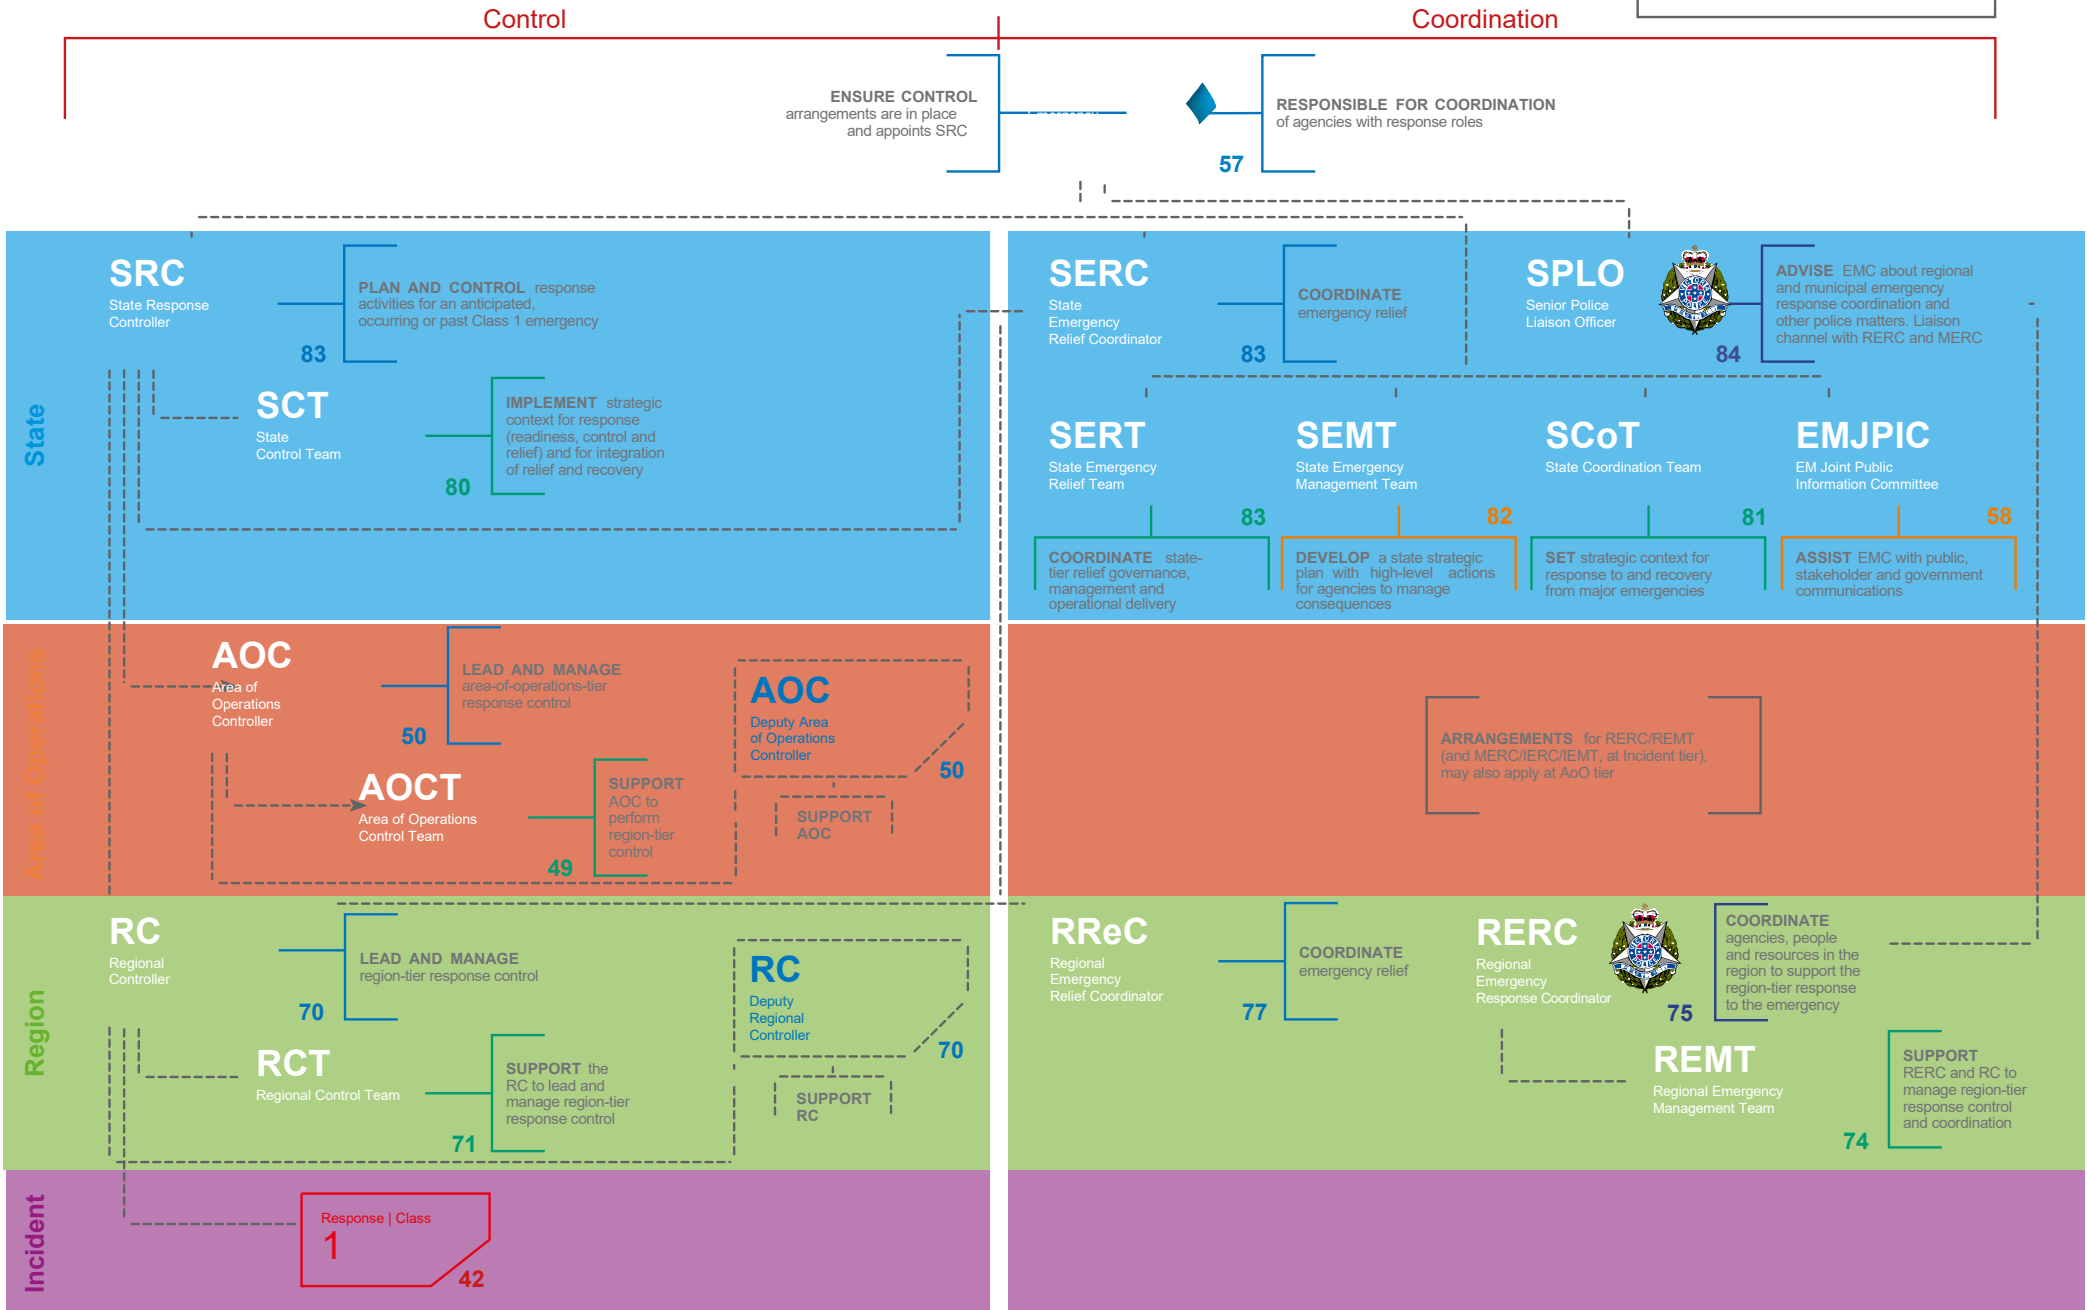 Control
Coordination
ENSURE CONTROL
arrangements are in place
and appoints SRC
RESPONSIBLE FOR COORDINATION
of agencies with response roles
57
State
SRC
State Response
Controller
PLAN AND CONTROL response
activities for an anticipated,
occurring or past Class 1 emergency
83
SCT
State
Control Team
IMPLEMENT strategic
context for response
(readiness, control and
relief) and for integration
of relief and recovery
80
SERC
State
Emergency
Relief Coordinator
COORDINATE
emergency relief
83
SPLO
Senior Police
Liaison Officer
ADVISE EMC about regional
and municipal emergency
response coordination and
other police matters. Liaison
channel with RERC and MERC
84
SERT
State Emergency
Relief Team
83
COORDINATE state-
tier relief governance,
management and
operational delivery
SEMT
State Emergency
Management Team
82
DEVELOP a state strategic
plan with high-level actions
for agencies to manage
consequences
SCoT
State Coordination Team
81
SET strategic context for
response to and recovery
from major emergencies
EMJPIC
EM Joint Public
Information Committee
58
ASSIST EMC with public,
stakeholder and government
communications
Area of Operations
AOC
Area of
Operations
Controller
LEAD AND MANAGE
area-of-operations-tier
response control
50
AOCT
Area of Operations
Control Team
SUPPORT
AOC to
perform
region-tier
control
49
AOC
Deputy Area
of Operations
Controller
50
SUPPORT
AOC
ARRANGEMENTS for RERC/REMT
(and MERC/IERC/IEMT, at Incident tier),
may also apply at AoO tier
Region
RC
Regional
Controller
LEAD AND MANAGE
region-tier response control
70
RCT
Regional Control Team
SUPPORT the
RC to lead and
manage region-tier
response control
71
RC
Deputy
Regional
Controller
70
SUPPORT
RC
RReC
Regional
Emergency
Relief Coordinator
COORDINATE
emergency relief
77
RERC
Regional
Emergency
Response Coordinator
COORDINATE
agencies, people
and resources in the
region to support the
region-tier response
to the emergency
75
REMT
Regional Emergency
Management Team
SUPPORT
RERC and RC to
manage region-tier
response control
and coordination
74
Incident
Response | Class
1
42